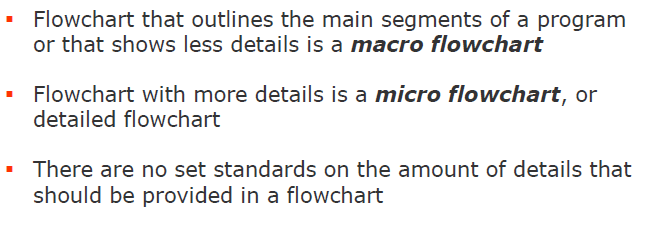 ▪ Flowchart that outlines the main segments of a program
or that shows less details is a macro flowchart
▪ Flowchart with more details is a micro flowchart, or
detailed flowchart
▪ There are no set standards on the amount of details that
should be provided in a flowchart